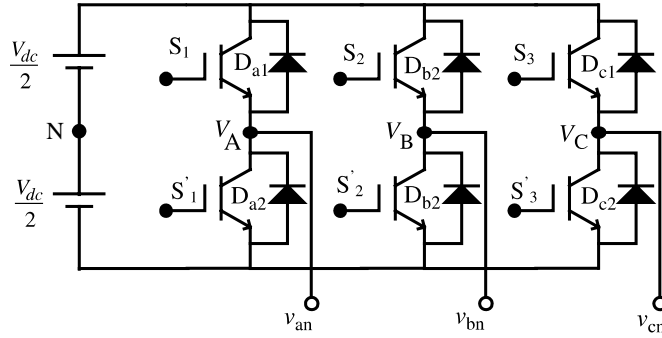 V_dc/2
S1
Da1
S2
Db2
S3
Dc1
N
VA
VB
VC
V_dc/2
S'1
Da2
S'2
Db2
S'3
Dc2
van
vbn
vcn